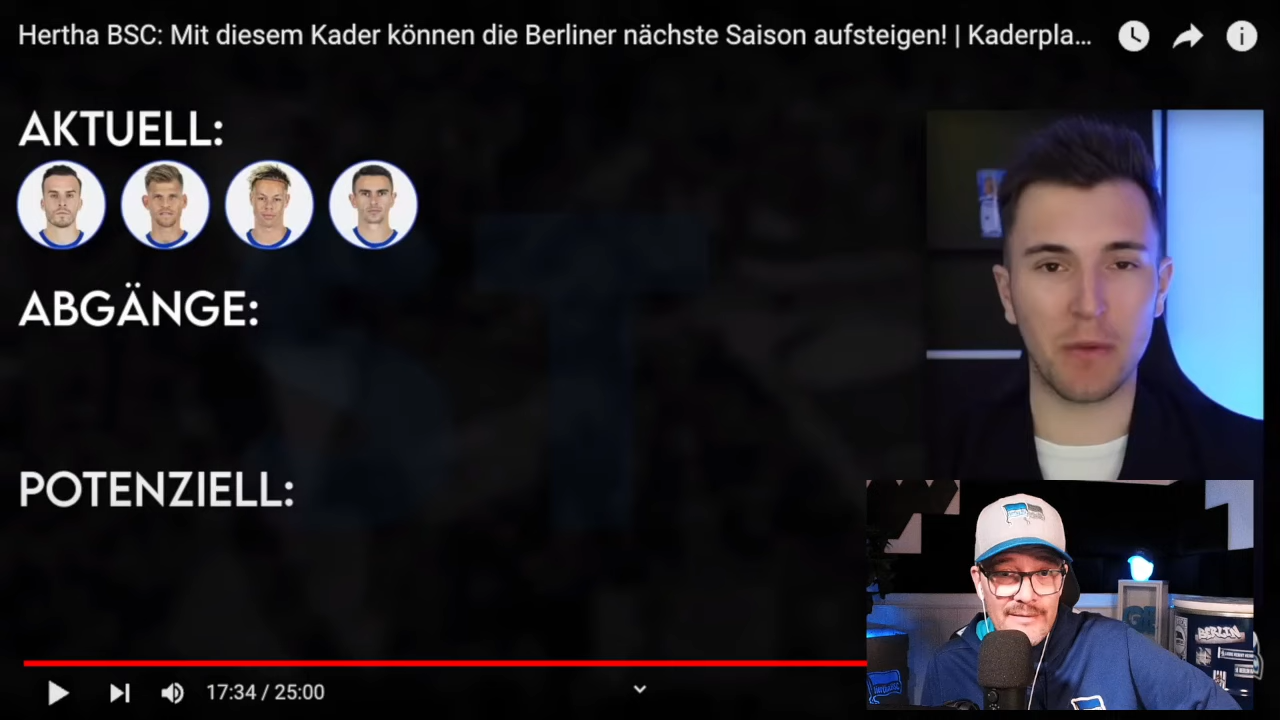 Hertha BSC: Mit diesem Kader können die Berliner nächste Saison aufsteigen! | Kaderpla...
AKTUELL:
ABGÄNGE:
POTENZIELL:
BERLIN
17:34 / 25:00